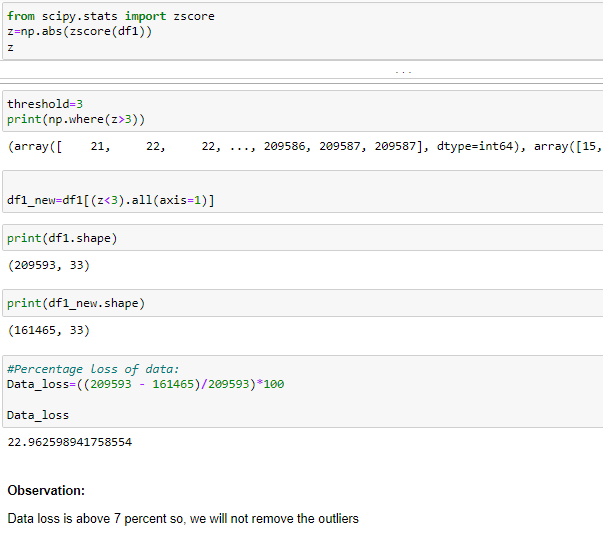 from scipy.stats import zscore
z=np.abs(zscore(df1))
z
...
threshold=3
print(np.where(z>3))
(array([    21,     22,     22, ..., 209586, 209587, 209587], dtype=int64), array([15,
df1_new=df1[(z<3).all(axis=1)]
print(df1.shape)
(209593, 33)
print(df1_new.shape)
(161465, 33)
#Percentage loss of data:
Data_loss=((209593 - 161465)/209593)*100
Data_loss
22.962598941758554
Observation:
Data loss is above 7 percent so, we will not remove the outliers